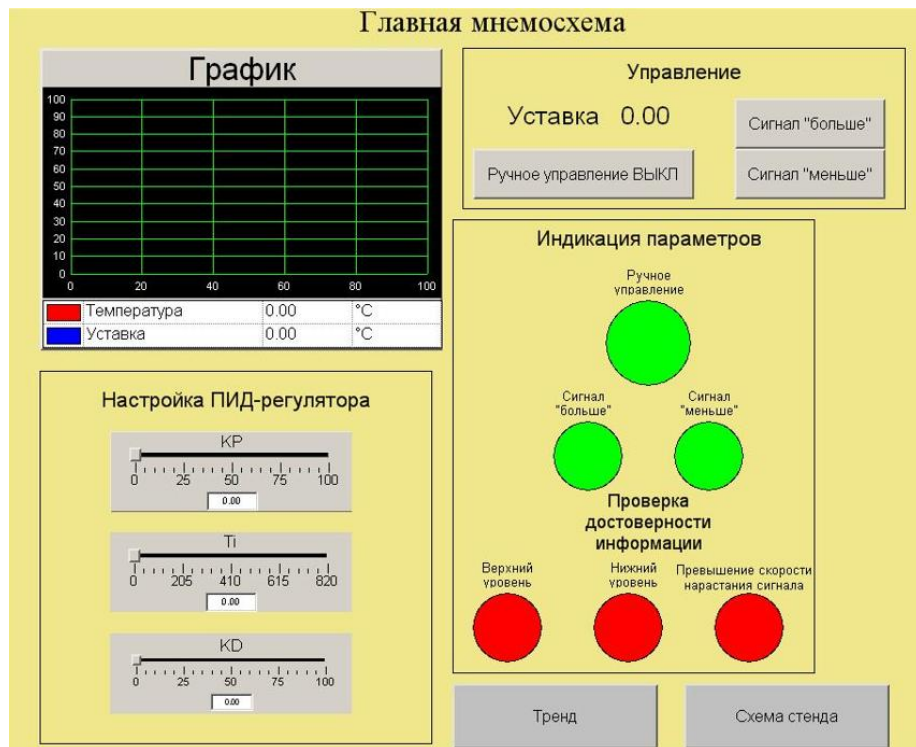 Главная мнемосхема
График
100
90
80
70
60
50
40
30
20
10
0
0 20 40 60 80 100
Температура 0.00 °C
Уставка 0.00 °C
Управление
Уставка 0.00
Сигнал "больше"
Ручное управление ВЫКЛ
Сигнал "меньше"
Индикация параметров
Ручное
управление
Сигнал
"больше"
Сигнал
"меньше"
Проверка
достоверности
информации
Верхний
уровень
Нижний
уровень
Превышение скорости
нарастания сигнала
Настройка ПИД-регулятора
KP
0 25 50 75 100
0.00
Ti
0 205 410 615 820
0.00
KD
0 25 50 75 100
0.00
Тренд
Схема стенда